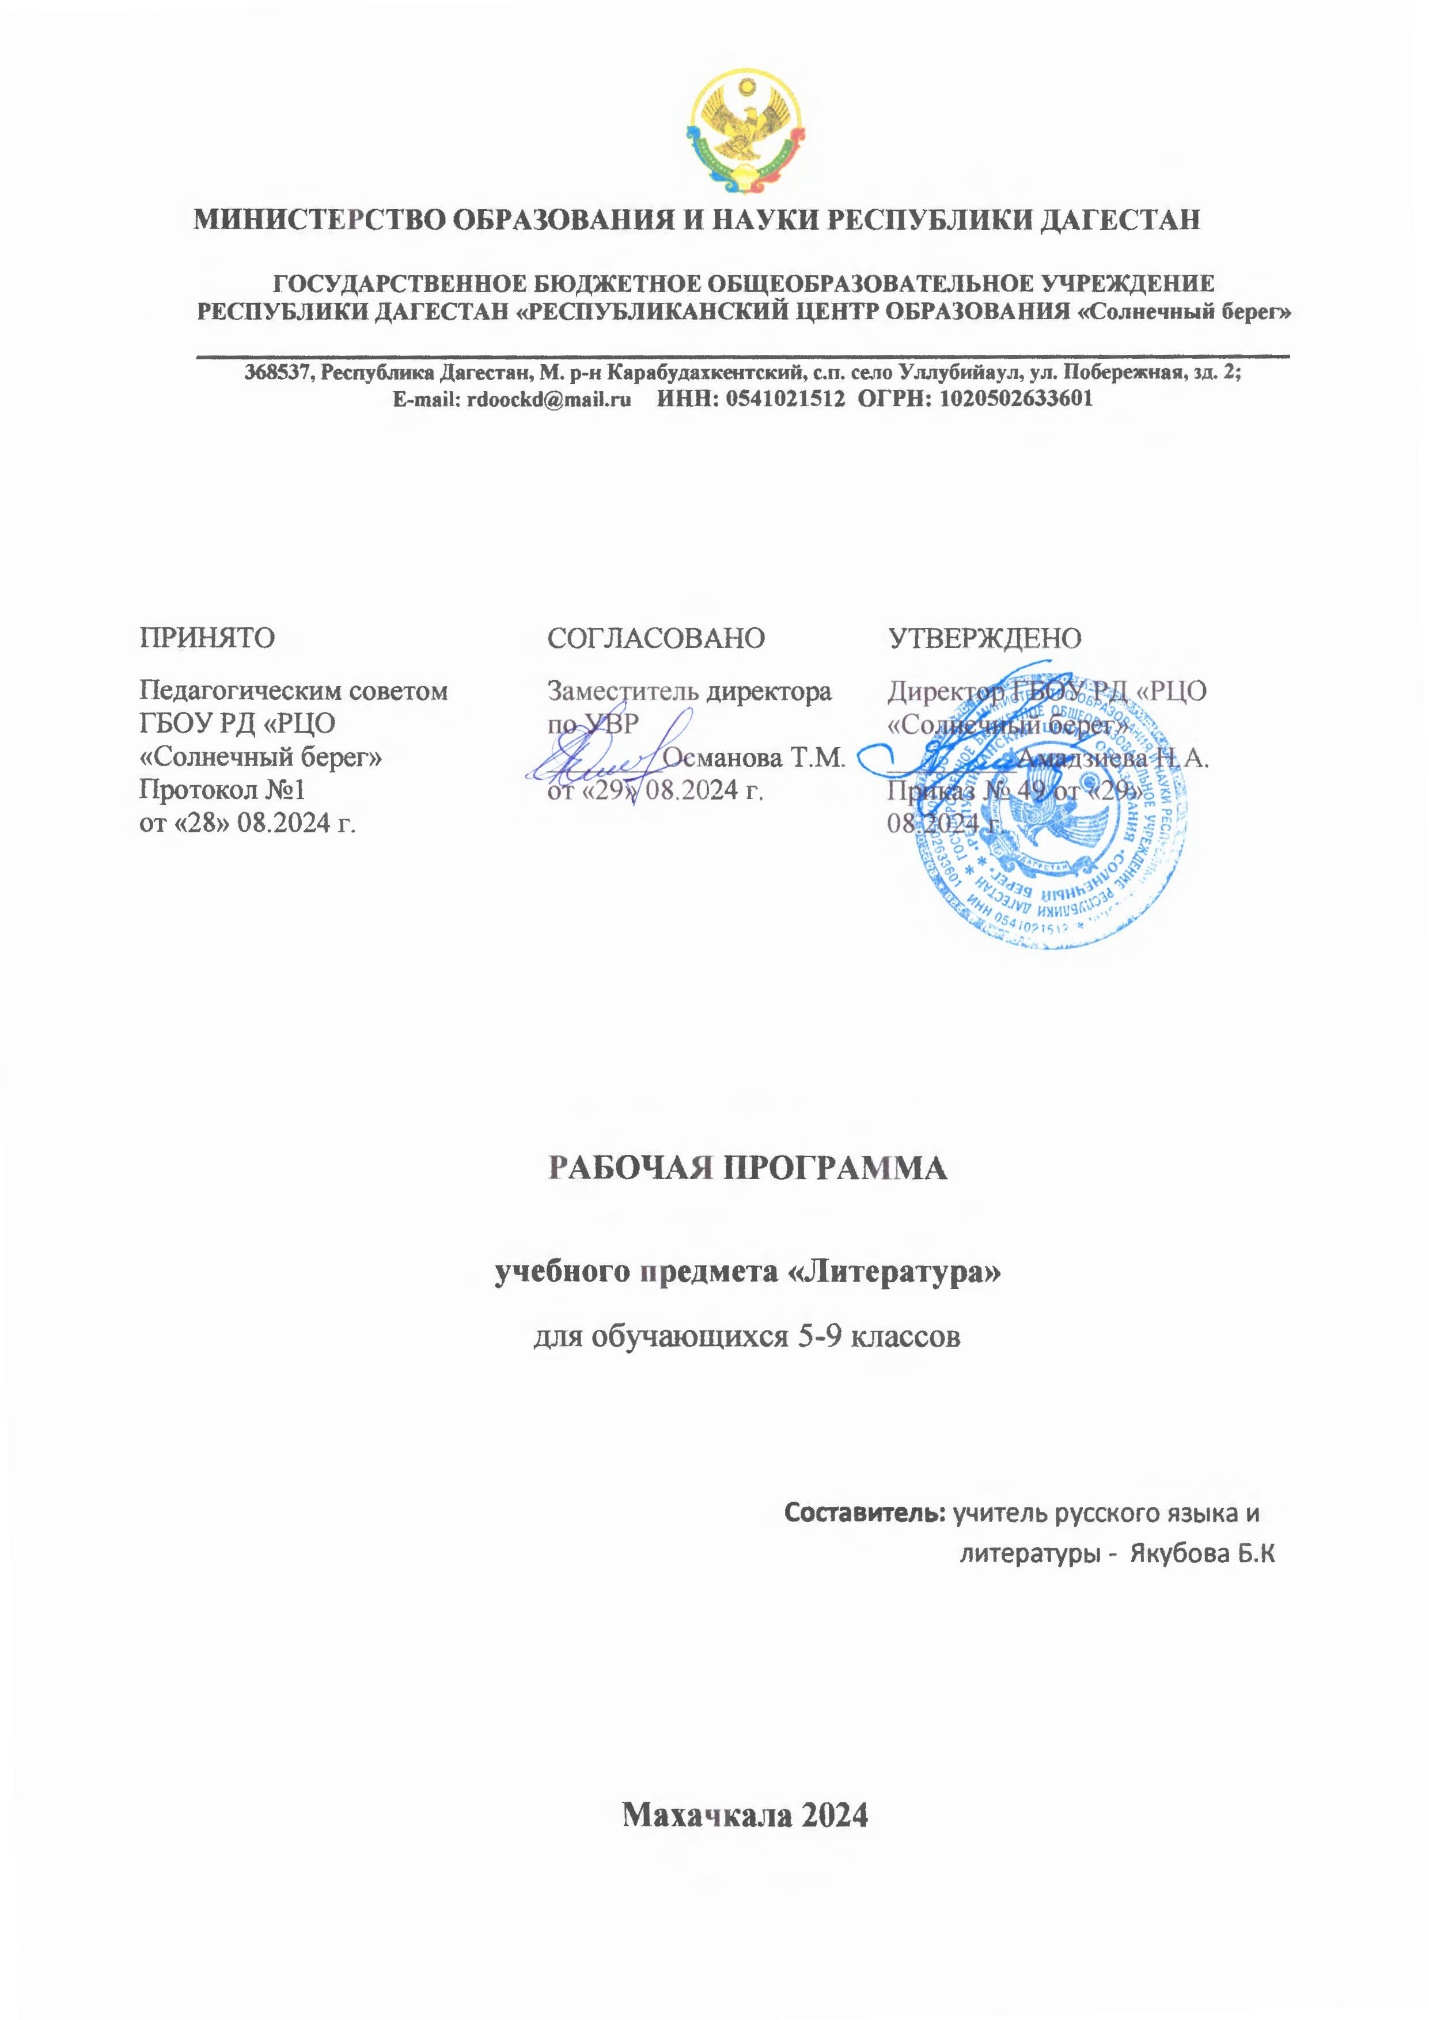 МИНИСТЕРСТВО ОБРАЗОВАНИЯ И НАУКИ РЕСПУБЛИКИ ДАГЕСТАН
ГОСУДАРСТВЕННОЕ БЮДЖЕТНОЕ ОБЩЕОБРАЗОВАТЕЛЬНОЕ УЧРЕЖДЕНИЕ
РЕСПУБЛИКИ ДАГЕСТАН «РЕСПУБЛИКАНСКИЙ ЦЕНТР ОБРАЗОВАНИЯ «Солнечный берег»
368537, Республика Дагестан, М. р-н Карабудахкентский, с.п. село Уллубийаул, ул. Побережная, зд. 2;
E-mail: rdoockd@mail.ru ИНН: 0541021512 ОГРН: 1020502633601
ПРИНЯТО
Педагогическим советом
ГБОУ РД «РЦО
«Солнечный берег»
Протокол №1
от «28» 08.2024 г.
СОГЛАСОВАНО
Заместитель директора
по УВР
Османова Т.М.
от «29» 08.2024 г.
УТВЕРЖДЕНО
Директор ГБОУ РД «РЦО
«Солнечный берег»
Амадзиева Н.А.
Приказ № 49 от «29»
08.2024 г.
РАБОЧАЯ ПРОГРАММА
учебного предмета «Литература»
для обучающихся 5-9 классов
Составитель: учитель русского языка и
литературы - Якубова Б.К
Махачкала 2024